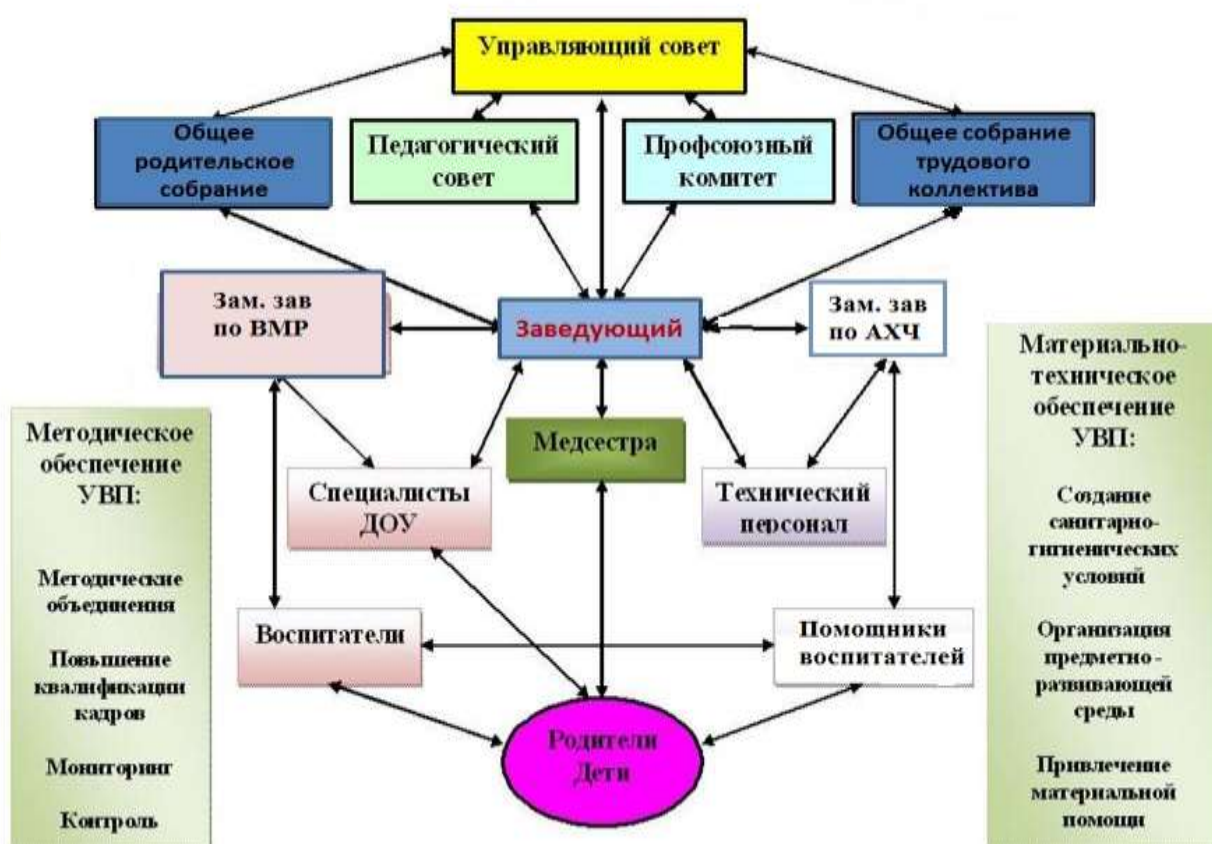 Управляющий совет
Общее
родительское
собрание
Педагогический
совет
Профсоюзный
комитет
Общее собрание
трудового
коллектива
Зам. зав
по ВМР
Заведующий
Зам. зав
по АХЧ
Методическое
обеспечение
УВП:
Методические
объединения
Повышение
квалификации
кадров
Мониторинг
Контроль
Медсестра
Специалисты
ДОУ
Технический
персонал
Воспитатели
Помощники
воспитателей
Родители
Дети
Материально-
техническое
обеспечение
УВП:
Создание
санитарно-
гигиенических
условий
Организация
предметно-
развивающей
среды
Привлечение
материальной
помощи